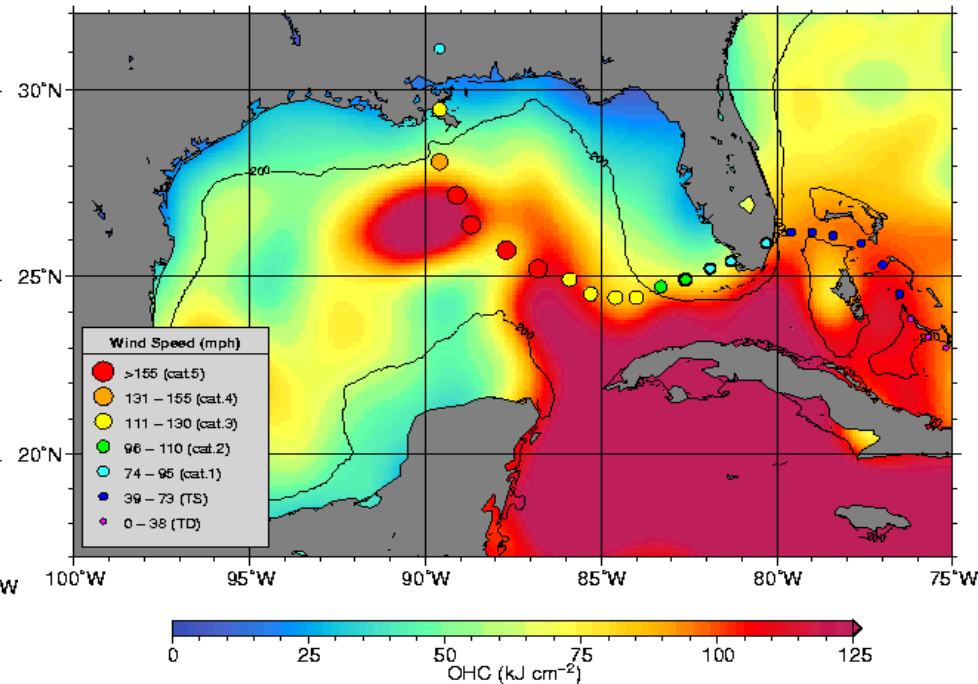 30°N
25°N
20°N
200
200
200
200
Wind Speed (mph)
>155 (cat.5)
131 – 155 (cat.4)
111 – 130 (cat.3)
96 – 110 (cat.2)
74 – 95 (cat.1)
39 – 73 (TS)
0 – 38 (TD)
W
100°W
95°W
90°W
85°W
80°W
75°W
0
25
50
75
100
125
OHC (kJ cm⁻²)